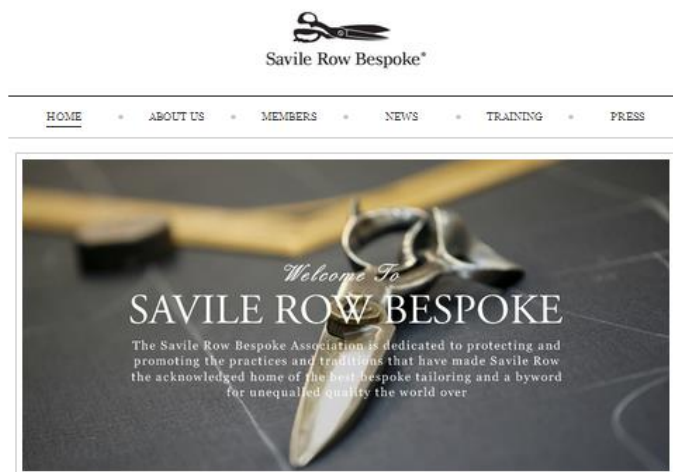 Savile Row Bespoke®
HOME • ABOUT US • MEMBERS • NEWS • TRAINING • PRESS
Welcome To
SAVILE ROW BESPOKE
The Savile Row Bespoke Association is dedicated to protecting and
promoting the practices and traditions that have made Savile Row
the acknowledged home of the best bespoke tailoring and a byword
for unequalled quality the world over